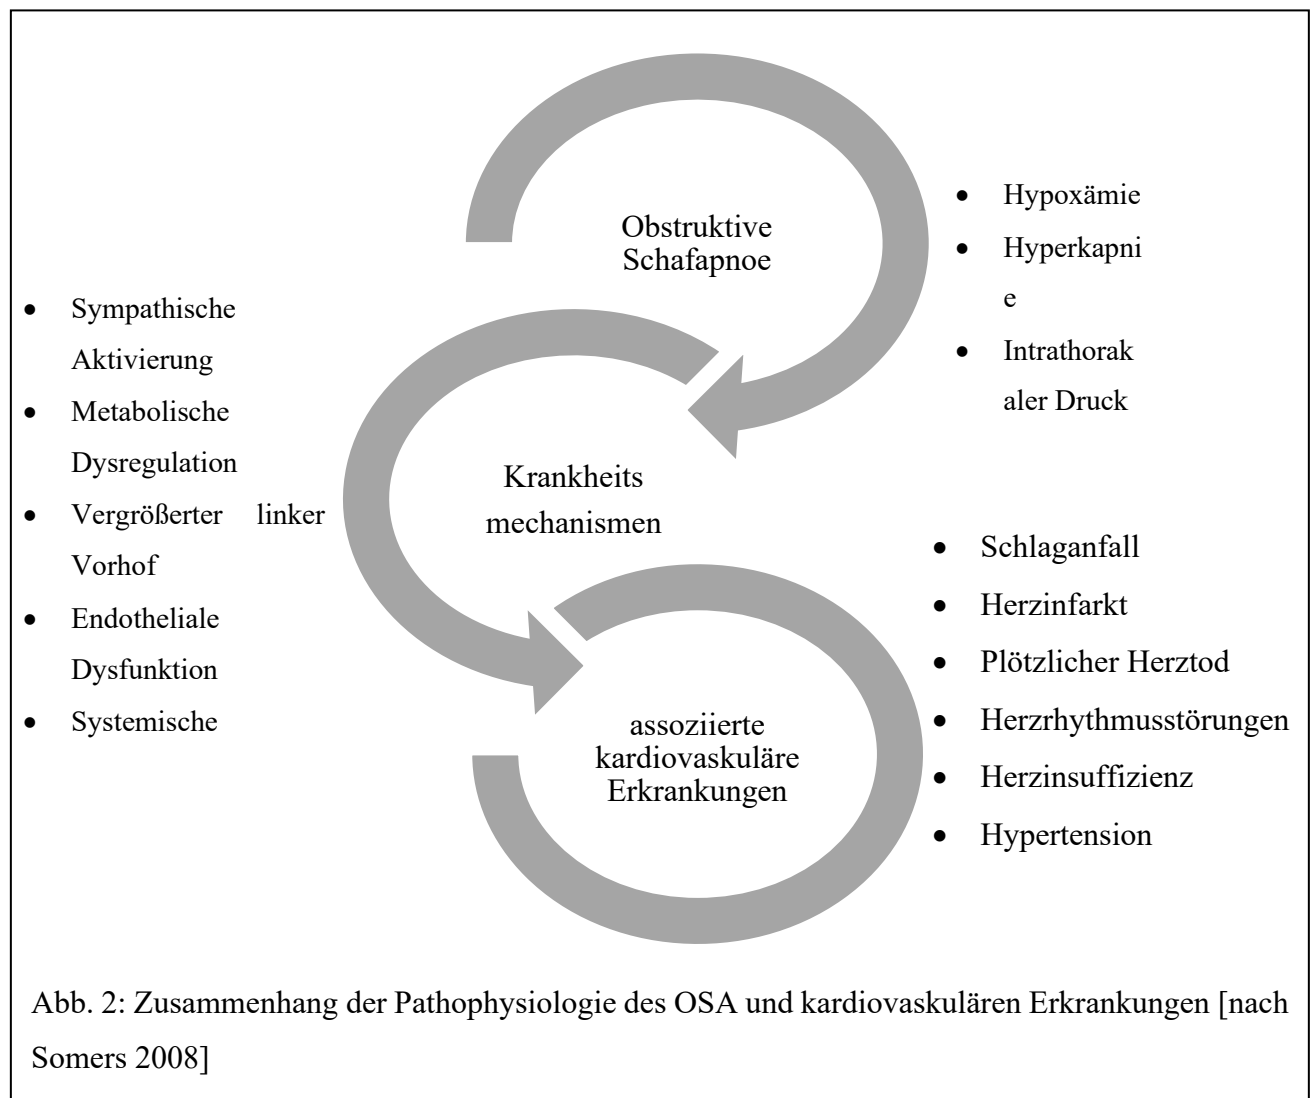 Obstruktive
Schafapnoe
• Hypoxämie
• Hyperkapni
e
• Intrathorak
aler Druck
• Sympathische
Aktivierung
• Metabolische
Dysregulation
• Vergrößerter linker
Vorhof
• Endotheliale
Dysfunktion
• Systemische
Krankheits
mechanismen
• Schlaganfall
• Herzinfarkt
• Plötzlicher Herztod
• Herzrhythmusstörungen
• Herzinsuffizienz
• Hypertension
assoziierte
kardiovaskuläre
Erkrankungen
Abb. 2: Zusammenhang der Pathophysiologie des OSA und kardiovaskulären Erkrankungen [nach
Somers 2008]